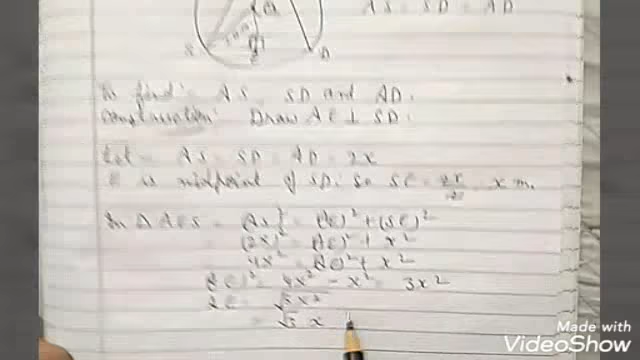 AS = SD = AD
To find: AS, SD and AD.
Construction Draw AE ⊥ SD.
Let AS = SD = AD = 2x
E is midpoint of SD. So SE = 2x/2 = x m.
In Δ AES = (AS)² = (AE)² + (SE)²
(2x)² = (AE)² + x²
4x² = (AE)² + x²
(AE)² = 4x² - x² = 3x²
AE = √3x²
= √3 x
Made with
VideoShow